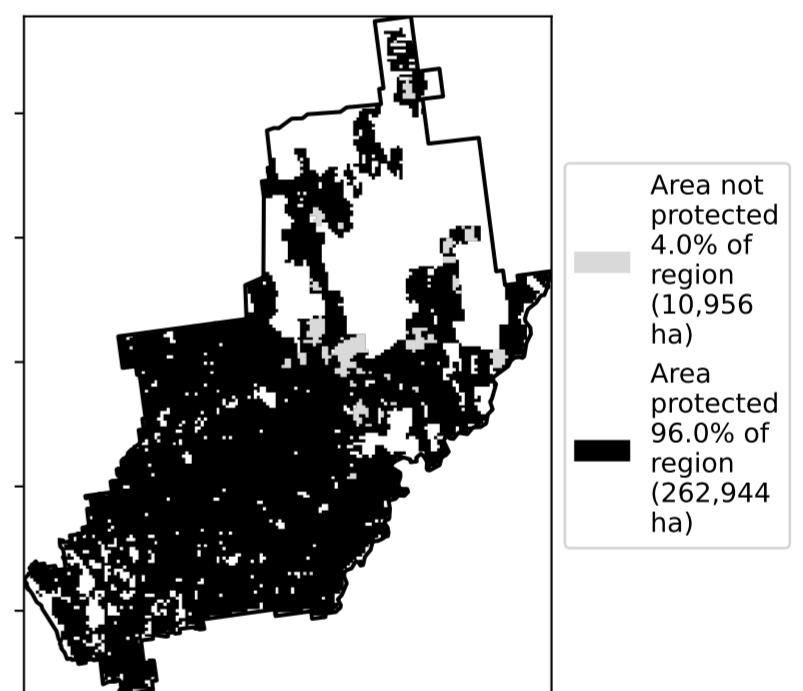 Area not
protected
4.0% of
region
(10,956
ha)
Area
protected
96.0% of
region
(262,944
ha)